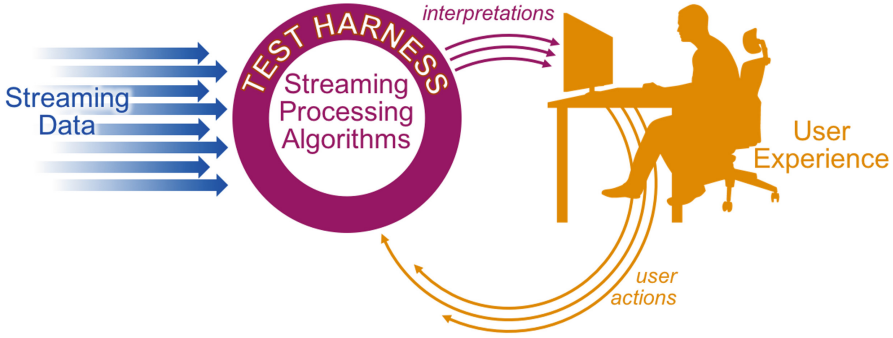 Streaming
Data
TEST HARNESS
Streaming
Processing
Algorithms
interpretations
User
Experience
user
actions